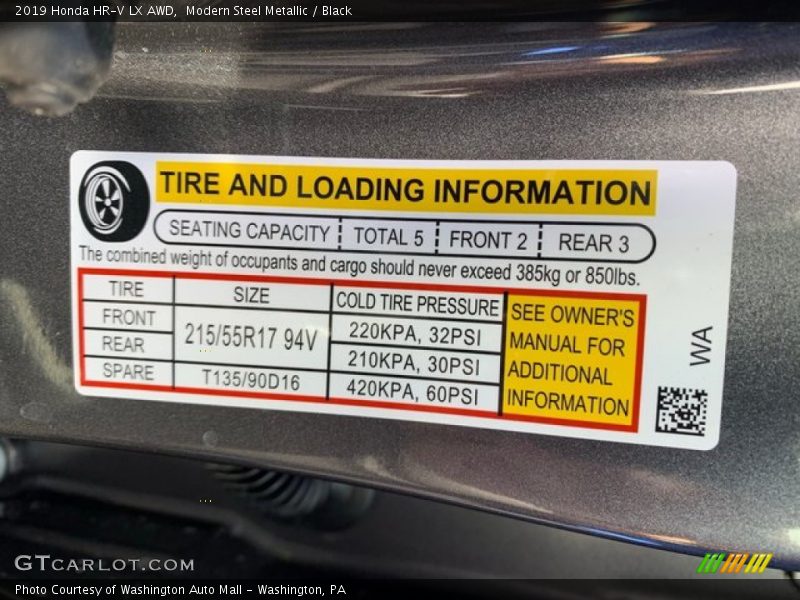 2019 Honda HR-V LX AWD,  Modern Steel Metallic / Black
TIRE AND LOADING INFORMATION
SEATING CAPACITY TOTAL 5 FRONT 2 REAR 3
The combined weight of occupants and cargo should never exceed 385kg or 850lbs.
TIRE SIZE COLD TIRE PRESSURE
FRONT 215/55R17 94V 220KPA, 32PSI
REAR 210KPA, 30PSI
SPARE T135/90D16 420KPA, 60PSI
SEE OWNER'S
MANUAL FOR
ADDITIONAL
INFORMATION
WA
GTCARLOT.COM
Photo Courtesy of Washington Auto Mall - Washington, PA